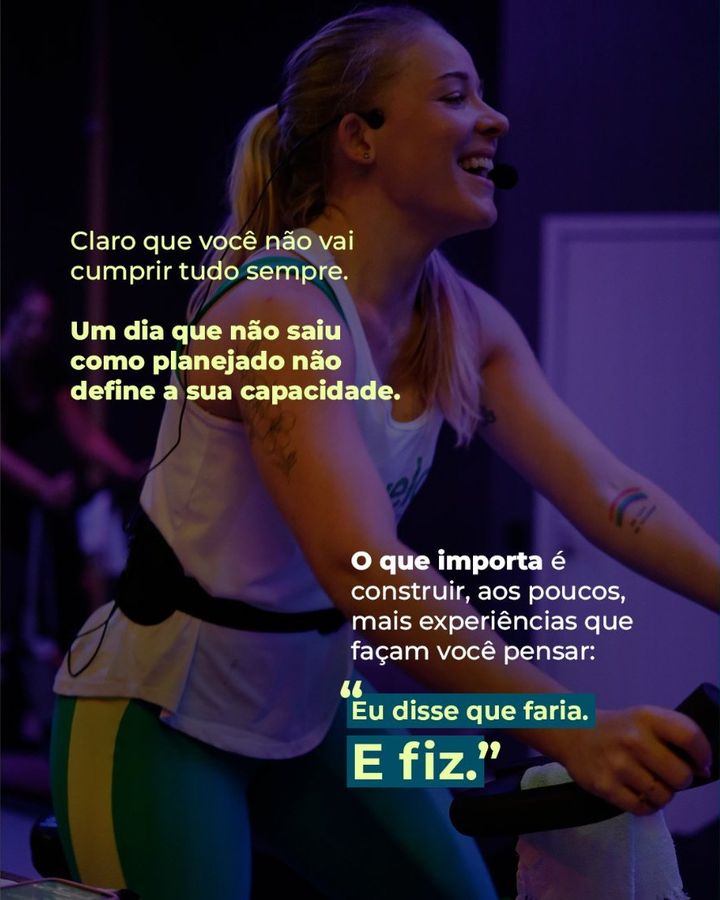 Claro que você não vai
cumprir tudo sempre.
Um dia que não saiu
como planejado não
define a sua capacidade.
O que importa é
construir, aos poucos,
mais experiências que
façam você pensar:
“Eu disse que faria.
E fiz.”